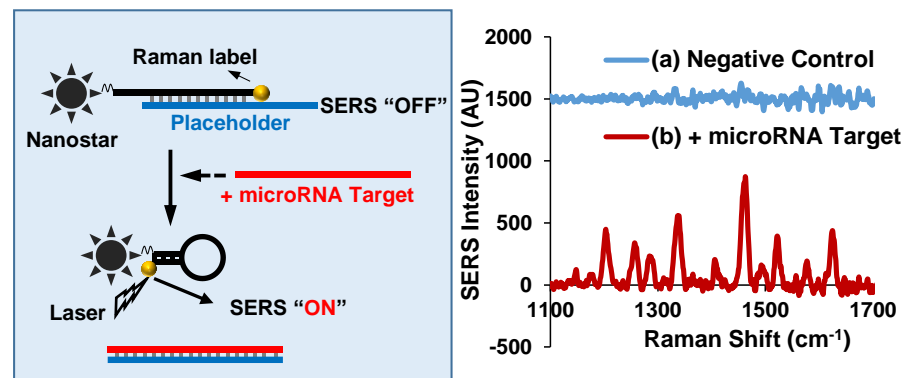 Raman label
Nanostar
Placeholder
SERS “OFF”
+ microRNA Target
Laser
SERS “ON”
SERS Intensity (AU)
2000
1500
1000
500
0
-500
(a) Negative Control
(b) + microRNA Target
1100
1300
1500
1700
Raman Shift (cm⁻¹)